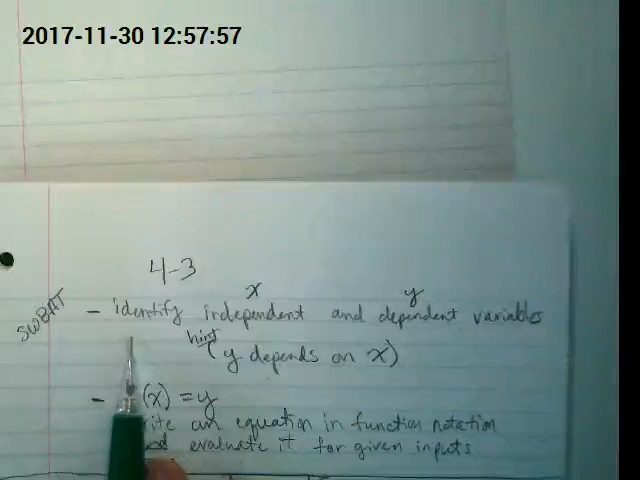 2017-11-30 12:57:57
4-3
x y
SWBAT - identify independent and dependent variables
hint (y depends on x)
- (x) = y
an equation in function notation
evaluate it for given inputs